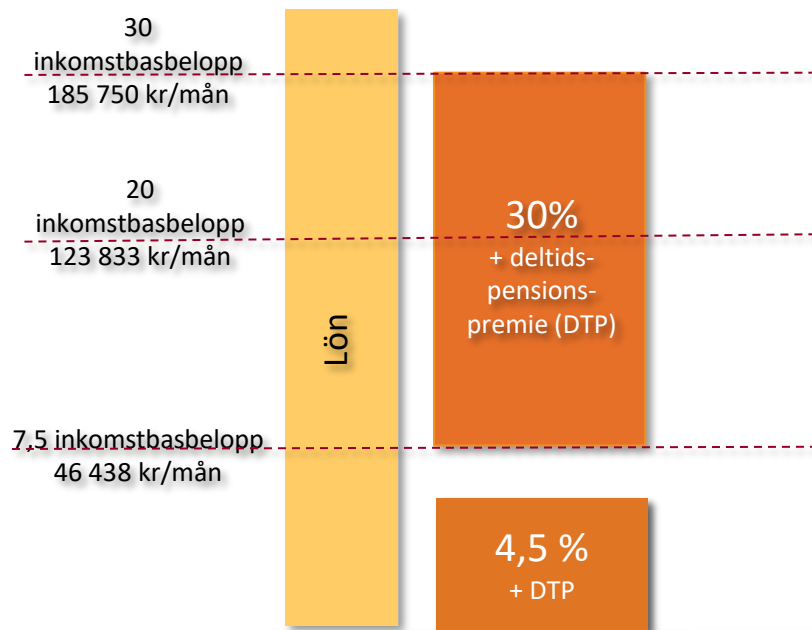 30
inkomstbasbelopp
185 750 kr/mån
20
inkomstbasbelopp
123 833 kr/mån
7,5 inkomstbasbelopp
46 438 kr/mån
Lön
30%
+ deltids-
pensions-
premie (DTP)
4,5 %
+ DTP